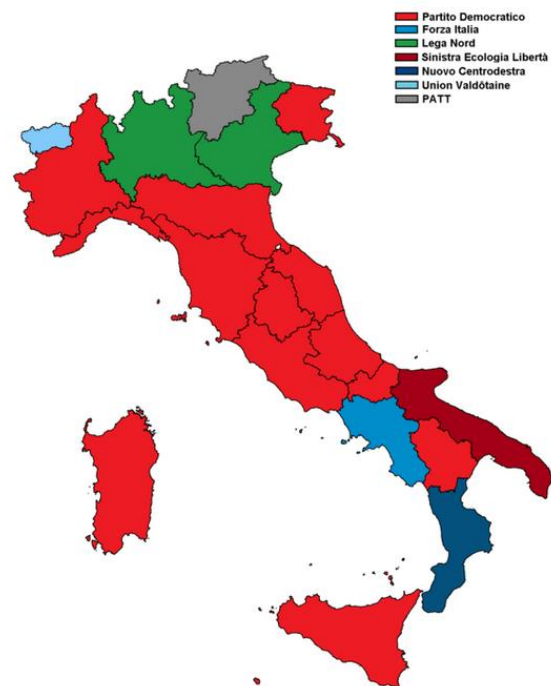 Partito Democratico
Forza Italia
Lega Nord
Sinistra Ecologia Libertà
Nuovo Centrodestra
Union Valdôtaine
PATT